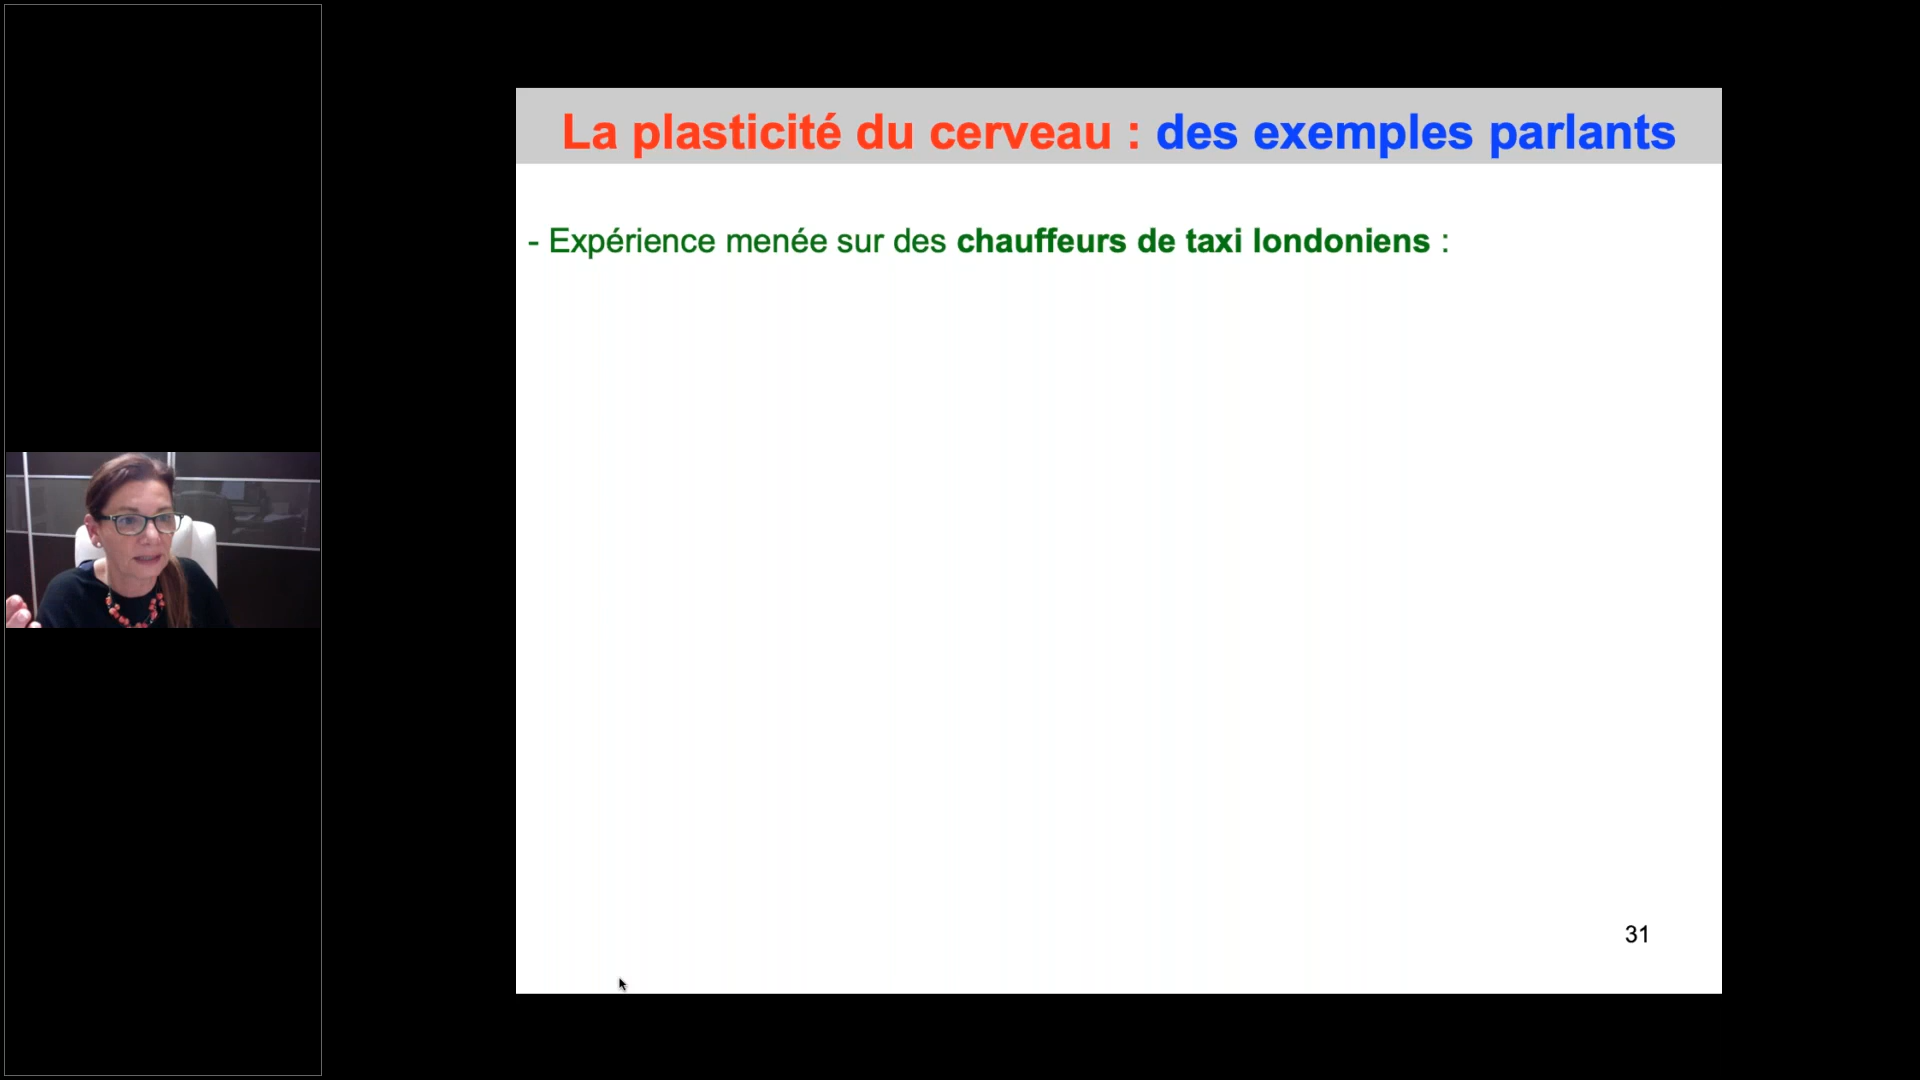 La plasticité du cerveau : des exemples parlants
- Expérience menée sur des chauffeurs de taxi londoniens :
31